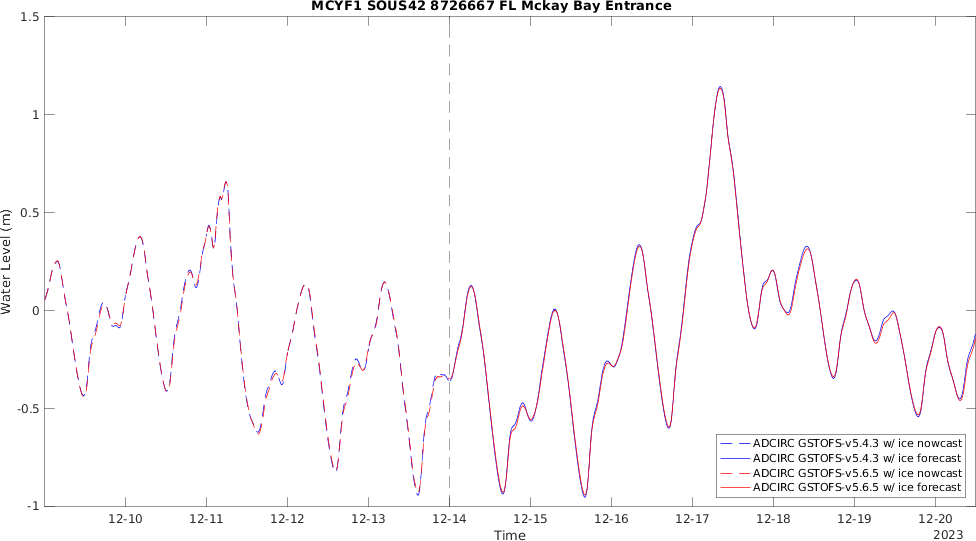 MCYF1 SOUS42 8726667 FL Mckay Bay Entrance
1.5
1
0.5
0
-0.5
-1
Water Level (m)
12-10 12-11 12-12 12-13 12-14 12-15 12-16 12-17 12-18 12-19 12-20
2023
Time
ADCIRC GSTOFS-v5.4.3 w/ ice nowcast
ADCIRC GSTOFS-v5.4.3 w/ ice forecast
ADCIRC GSTOFS-v5.6.5 w/ ice nowcast
ADCIRC GSTOFS-v5.6.5 w/ ice forecast